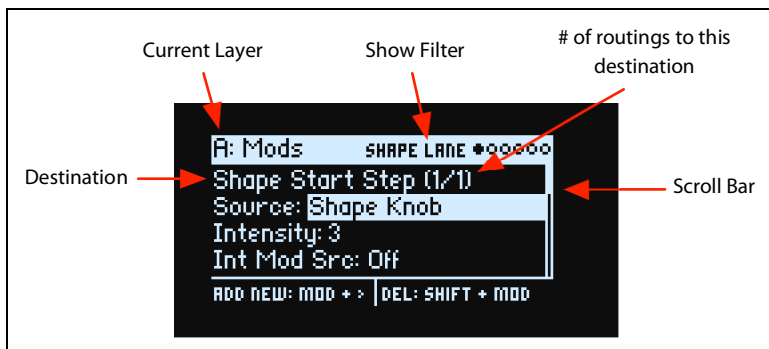 Current Layer
Show Filter
# of routings to this
destination
A: Mods SHAPE LANE
Destination
Shape Start Step (1/1)
Scroll Bar
Source: Shape Knob
Intensity: 3
Int Mod Src: Off
ADD NEW: MOD + > DEL: SHIFT + MOD